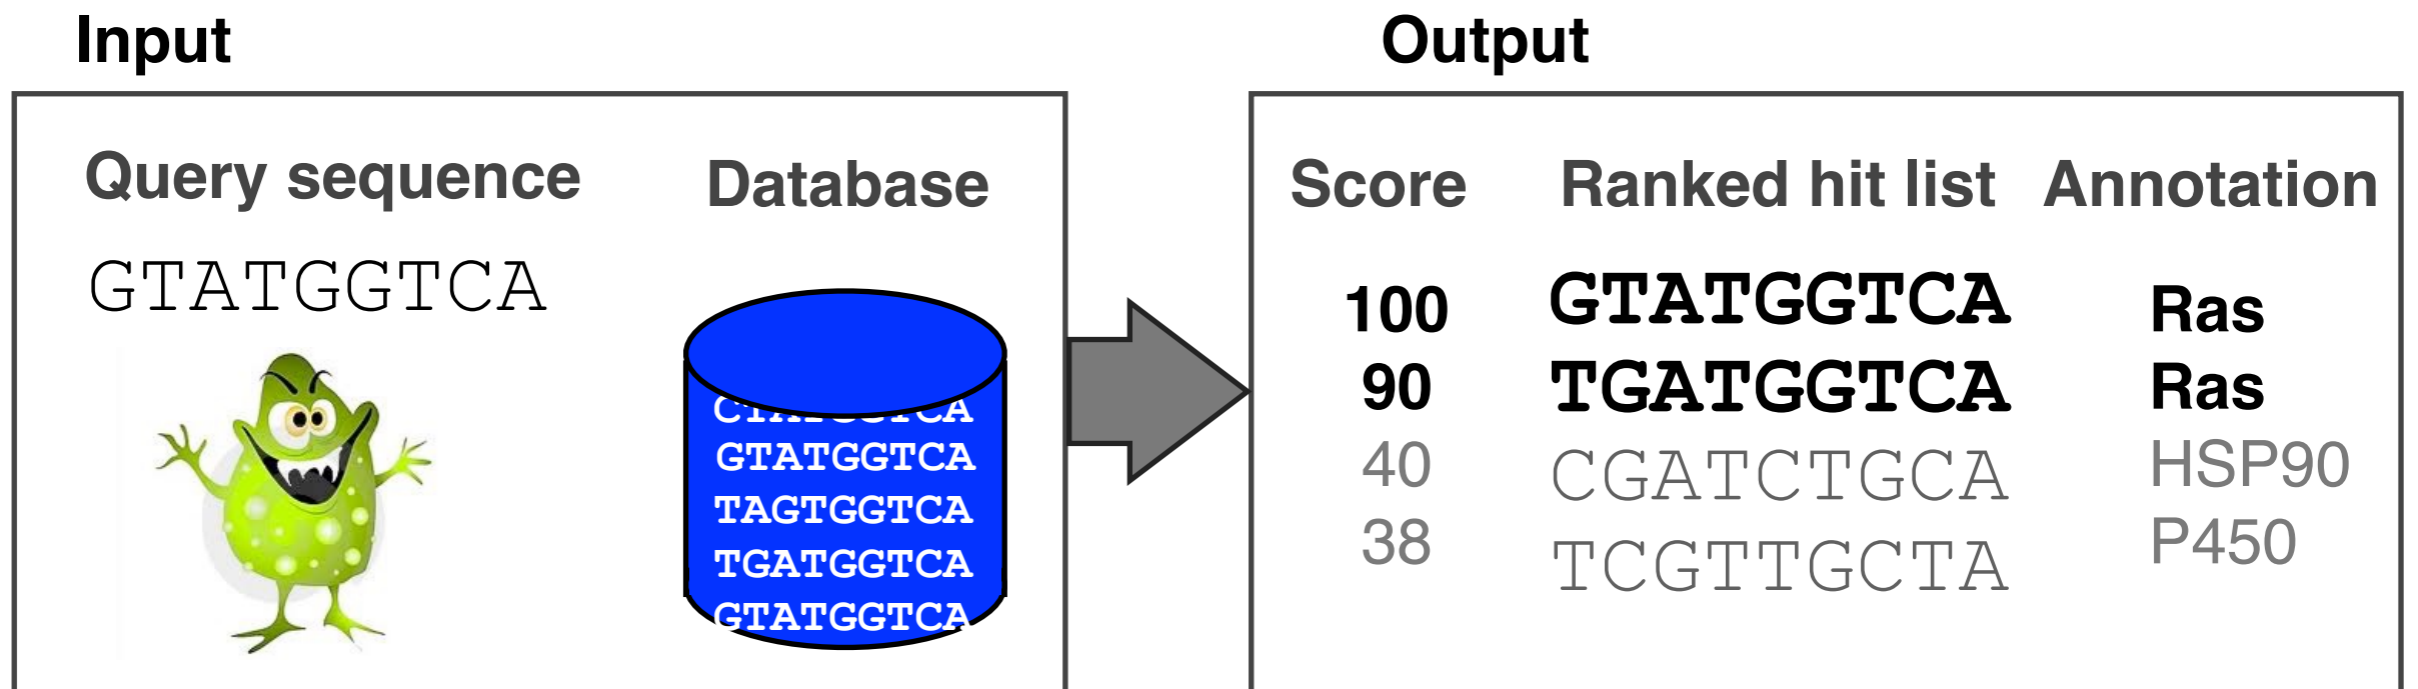 Input
Output
Query sequence
Database
GTATGGTCA
GTATGGTCA
TAGTGGTCA
TGATGGTCA
GTATGGTCA
Score Ranked hit list Annotation
100 GTATGGTCA Ras
90 TGATGGTCA Ras
40 CGATCTGCA HSP90
38 TCGTTGCTA P450